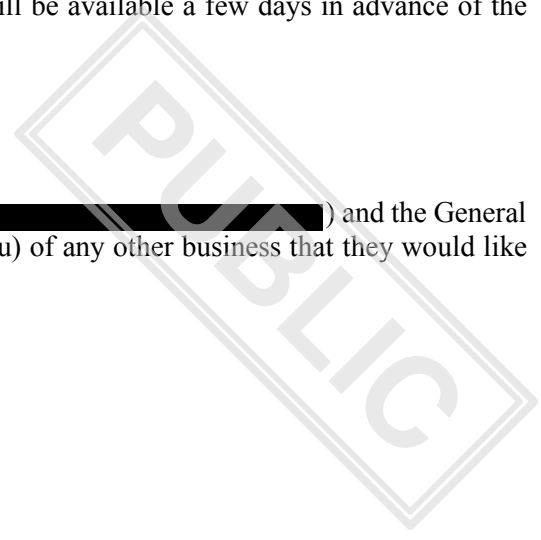 ill be available a few days in advance of the
) and the General
u) of any other business that they would like
PUBLIC